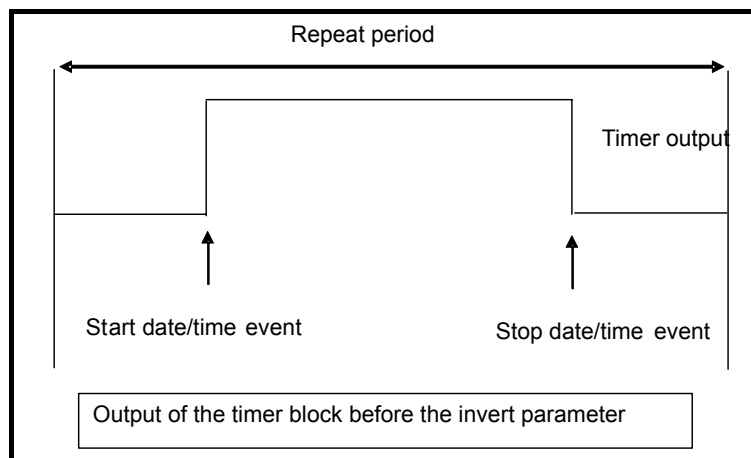 Repeat period
Timer output
Start date/time event
Stop date/time event
Output of the timer block before the invert parameter